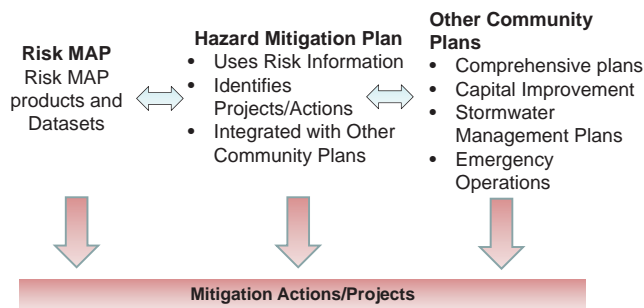 Risk MAP
Risk MAP
products and
Datasets
Hazard Mitigation Plan
• Uses Risk Information
• Identifies
Projects/Actions
• Integrated with Other
Community Plans
Other Community
Plans
• Comprehensive plans
• Capital Improvement
• Stormwater
Management Plans
• Emergency
Operations
Mitigation Actions/Projects